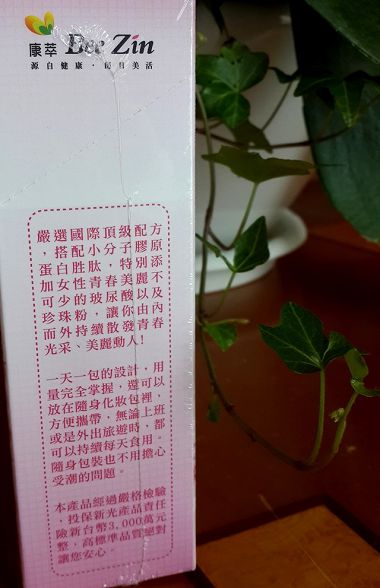 康萃 Bee Zin
源自健康・每日美活
嚴選國際頂級配方
，搭配小分子膠原
蛋白胜肽，特別添
加女性青春美麗不
可少的玻尿酸以及
珍珠粉，讓你由內
而外持續散發青春
光采、美麗動人!
一天一包的設計，用
量完全掌握，還可以
放在隨身化妝包裡，
方便攜帶，無論上班
或是外出旅遊時，都
可以持續每天食用。
隨身包裝也不用擔心
受潮的問題。
本產品經過嚴格檢驗
，投保新光產品責任
險新台幣3,000萬元
整，高標準品質絕對
讓您安心。